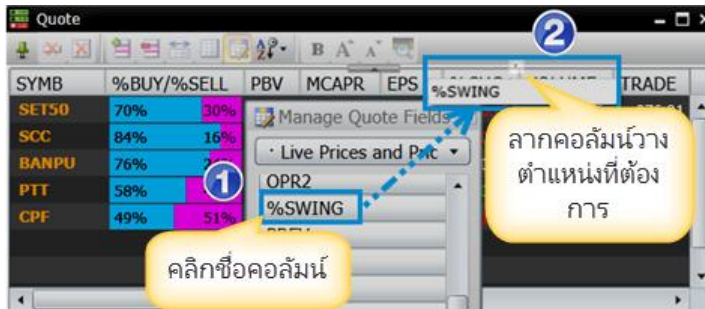 Quote
2
B A A
SYMB %BUY/%SELL PBV MCAPR EPS TRADE
%SWING
SET50 70% 30%
Manage Quote Fields
SCC 84% 16%
Live Prices and
BANPU 76%
1
OPR2
PTT 58%
%SWING
CPF 49% 51%
ลากคอลัมน์วาง
ตำแหน่งที่ต้อง
การ
คลิกชื่อคอลัมน์